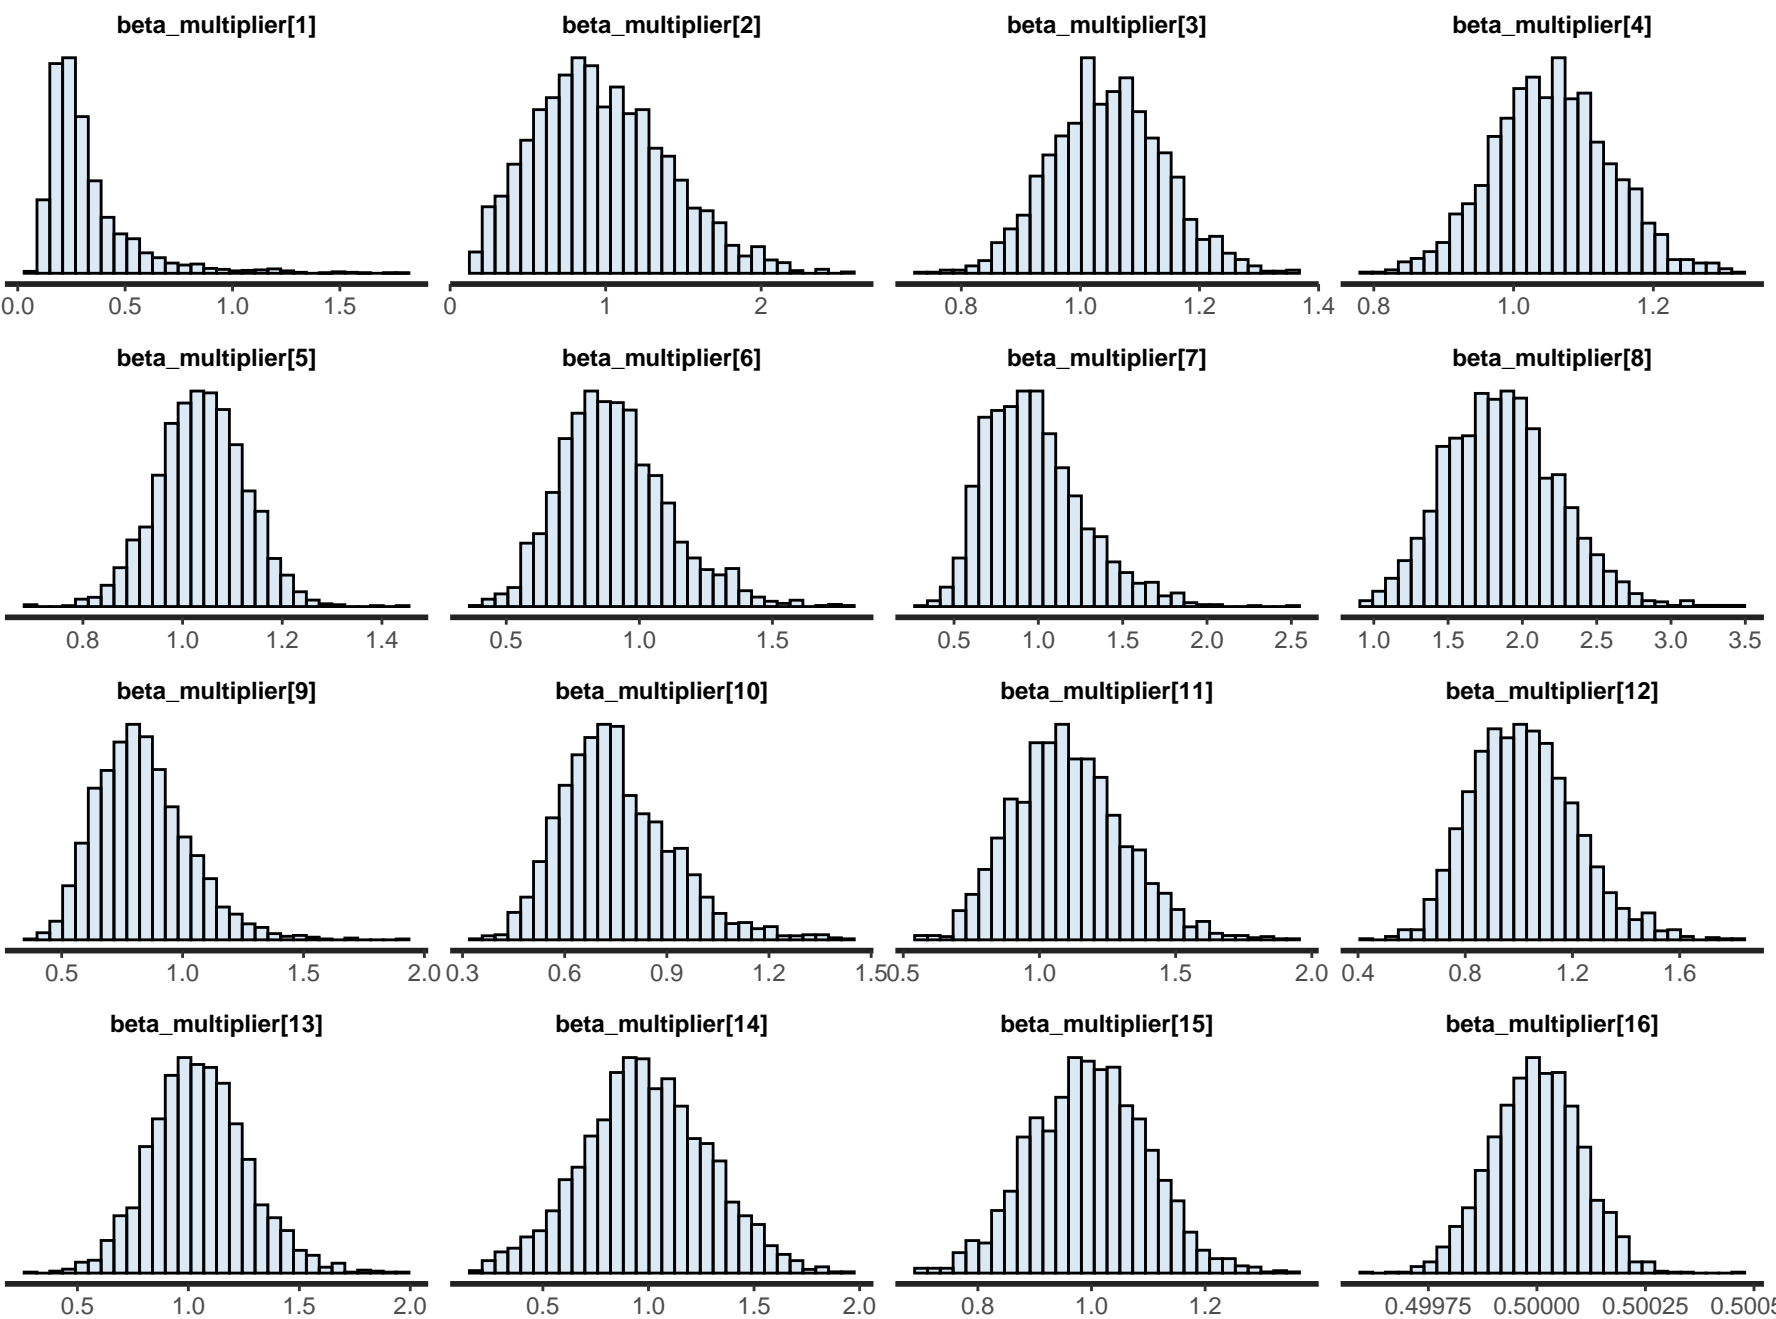 beta_multiplier[1] beta_multiplier[2] beta_multiplier[3] beta_multiplier[4]
0.0 0.5 1.0 1.5 0 1 2 0.8 1.0 1.2 1.4 0.8 1.0 1.2
beta_multiplier[5] beta_multiplier[6] beta_multiplier[7] beta_multiplier[8]
0.8 1.0 1.2 1.4 0.5 1.0 1.5 0.5 1.0 1.5 2.0 2.5 1.0 1.5 2.0 2.5 3.0 3.5
beta_multiplier[9] beta_multiplier[10] beta_multiplier[11] beta_multiplier[12]
0.5 1.0 1.5 2.0 0.3 0.6 0.9 1.2 1.5 0.5 1.0 1.5 2.0 0.4 0.8 1.2 1.6
beta_multiplier[13] beta_multiplier[14] beta_multiplier[15] beta_multiplier[16]
0.5 1.0 1.5 2.0 0.5 1.0 1.5 2.0 0.8 1.0 1.2 0.49975 0.50000 0.50025